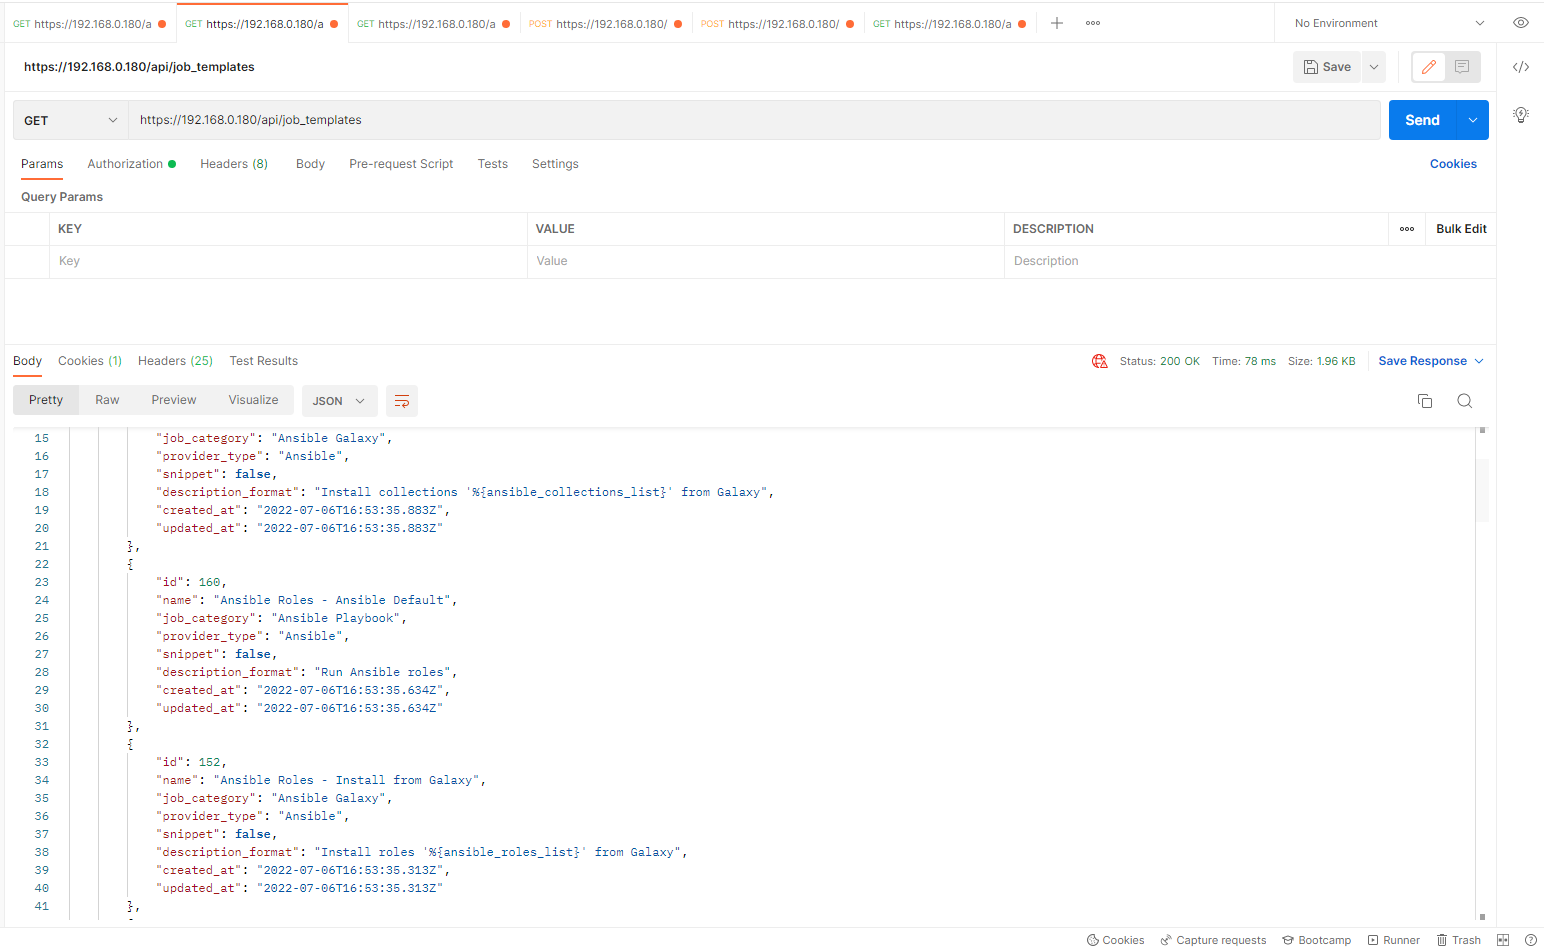 GET https://192.168.0.180/a GET https://192.168.0.180/a GET https://192.168.0.180/a POST https://192.168.0.180/ POST https://192.168.0.180/ GET https://192.168.0.180/a No Environment
https://192.168.0.180/api/job_templates Save
GET https://192.168.0.180/api/job_templates Send
Params Authorization Headers (8) Body Pre-request Script Tests Settings Cookies
Query Params
KEY VALUE DESCRIPTION Bulk Edit
Key Value Description
Body Cookies (1) Headers (25) Test Results Status: 200 OK Time: 78 ms Size: 1.96 KB Save Response
Pretty Raw Preview Visualize JSON
15 "job_category": "Ansible Galaxy",
16 "provider_type": "Ansible",
17 "snippet": false,
18 "description_format": "Install collections '%{ansible_collections_list}' from Galaxy",
19 "created_at": "2022-07-06T16:53:35.883Z",
20 "updated_at": "2022-07-06T16:53:35.883Z"
21 },
22 {
23 "id": 160,
24 "name": "Ansible Roles - Ansible Default",
25 "job_category": "Ansible Playbook",
26 "provider_type": "Ansible",
27 "snippet": false,
28 "description_format": "Run Ansible roles",
29 "created_at": "2022-07-06T16:53:35.634Z",
30 "updated_at": "2022-07-06T16:53:35.634Z"
31 },
32 {
33 "id": 152,
34 "name": "Ansible Roles - Install from Galaxy",
35 "job_category": "Ansible Galaxy",
36 "provider_type": "Ansible",
37 "snippet": false,
38 "description_format": "Install roles '%{ansible_roles_list}' from Galaxy",
39 "created_at": "2022-07-06T16:53:35.313Z",
40 "updated_at": "2022-07-06T16:53:35.313Z"
41 },
Cookies Capture requests Bootcamp Runner Trash